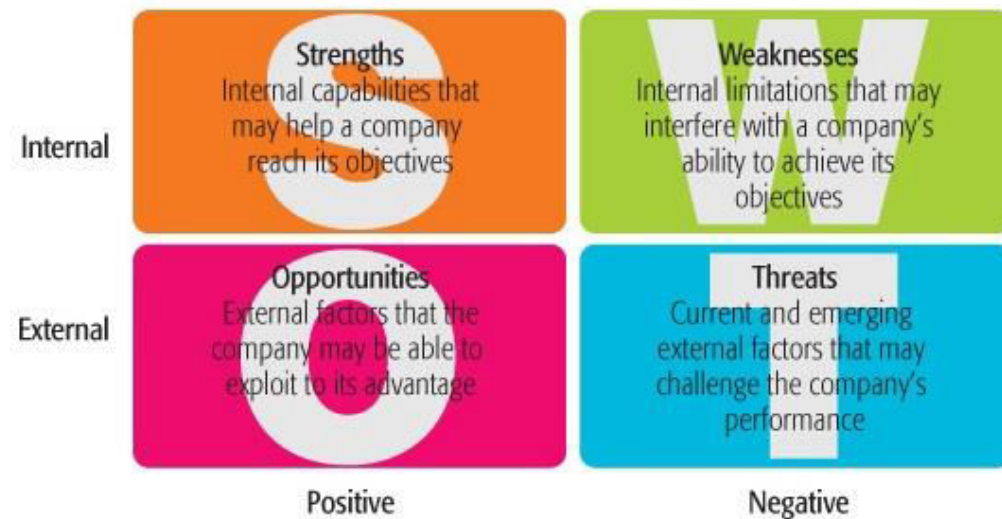 Strengths
Internal capabilities that
may help a company
reach its objectives
Weaknesses
Internal limitations that may
interfere with a company's
ability to achieve its
objectives
Internal
Opportunities
External factors that the
company may be able to
exploit to its advantage
Threats
Current and emerging
external factors that may
challenge the company's
performance
External
Positive
Negative
S
W
O
T